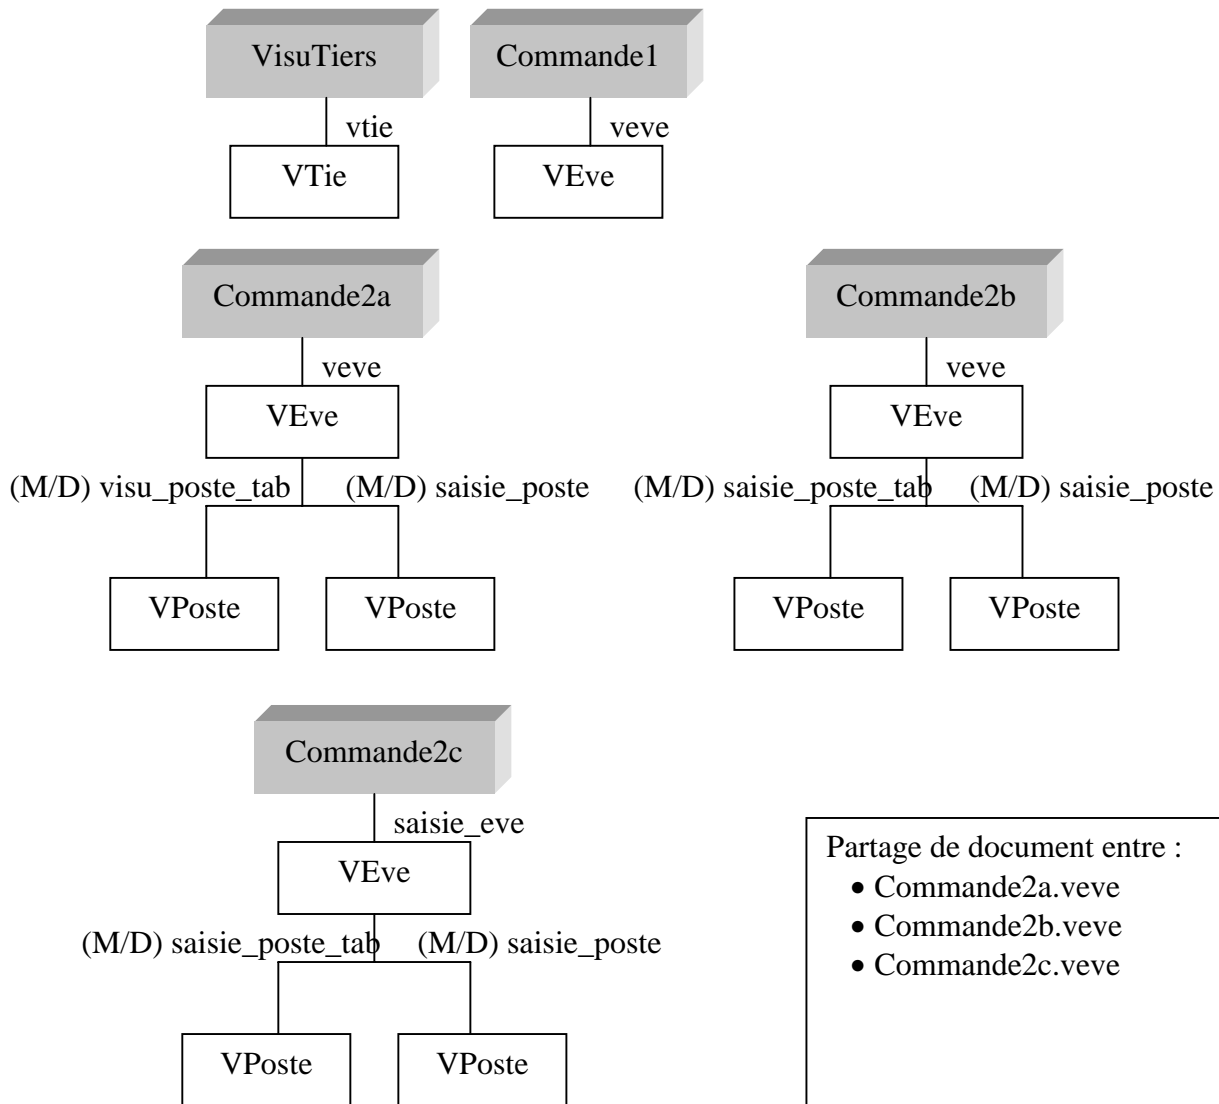 VisuTiers
Commande1
vtie
veve
VTie
VEve
Commande2a
Commande2b
veve
veve
VEve
VEve
(M/D) visu_poste_tab
(M/D) saisie_poste
(M/D) saisie_poste_tab
(M/D) saisie_poste
VPoste
VPoste
VPoste
VPoste
Commande2c
saisie_eve
VEve
(M/D) saisie_poste_tab
(M/D) saisie_poste
VPoste
VPoste
Partage de document entre :
• Commande2a.veve
• Commande2b.veve
• Commande2c.veve